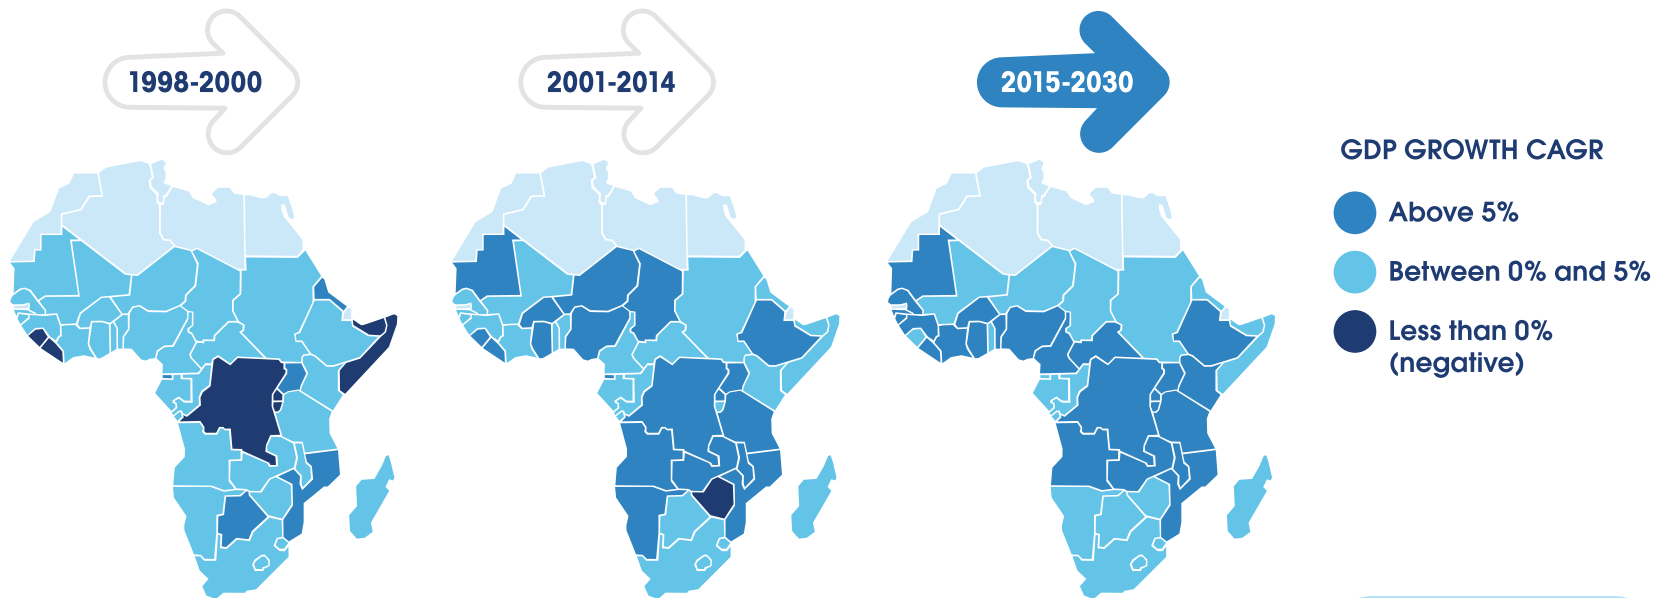 1998-2000
2001-2014
2015-2030
GDP GROWTH CAGR
Above 5%
Between 0% and 5%
Less than 0%
(negative)